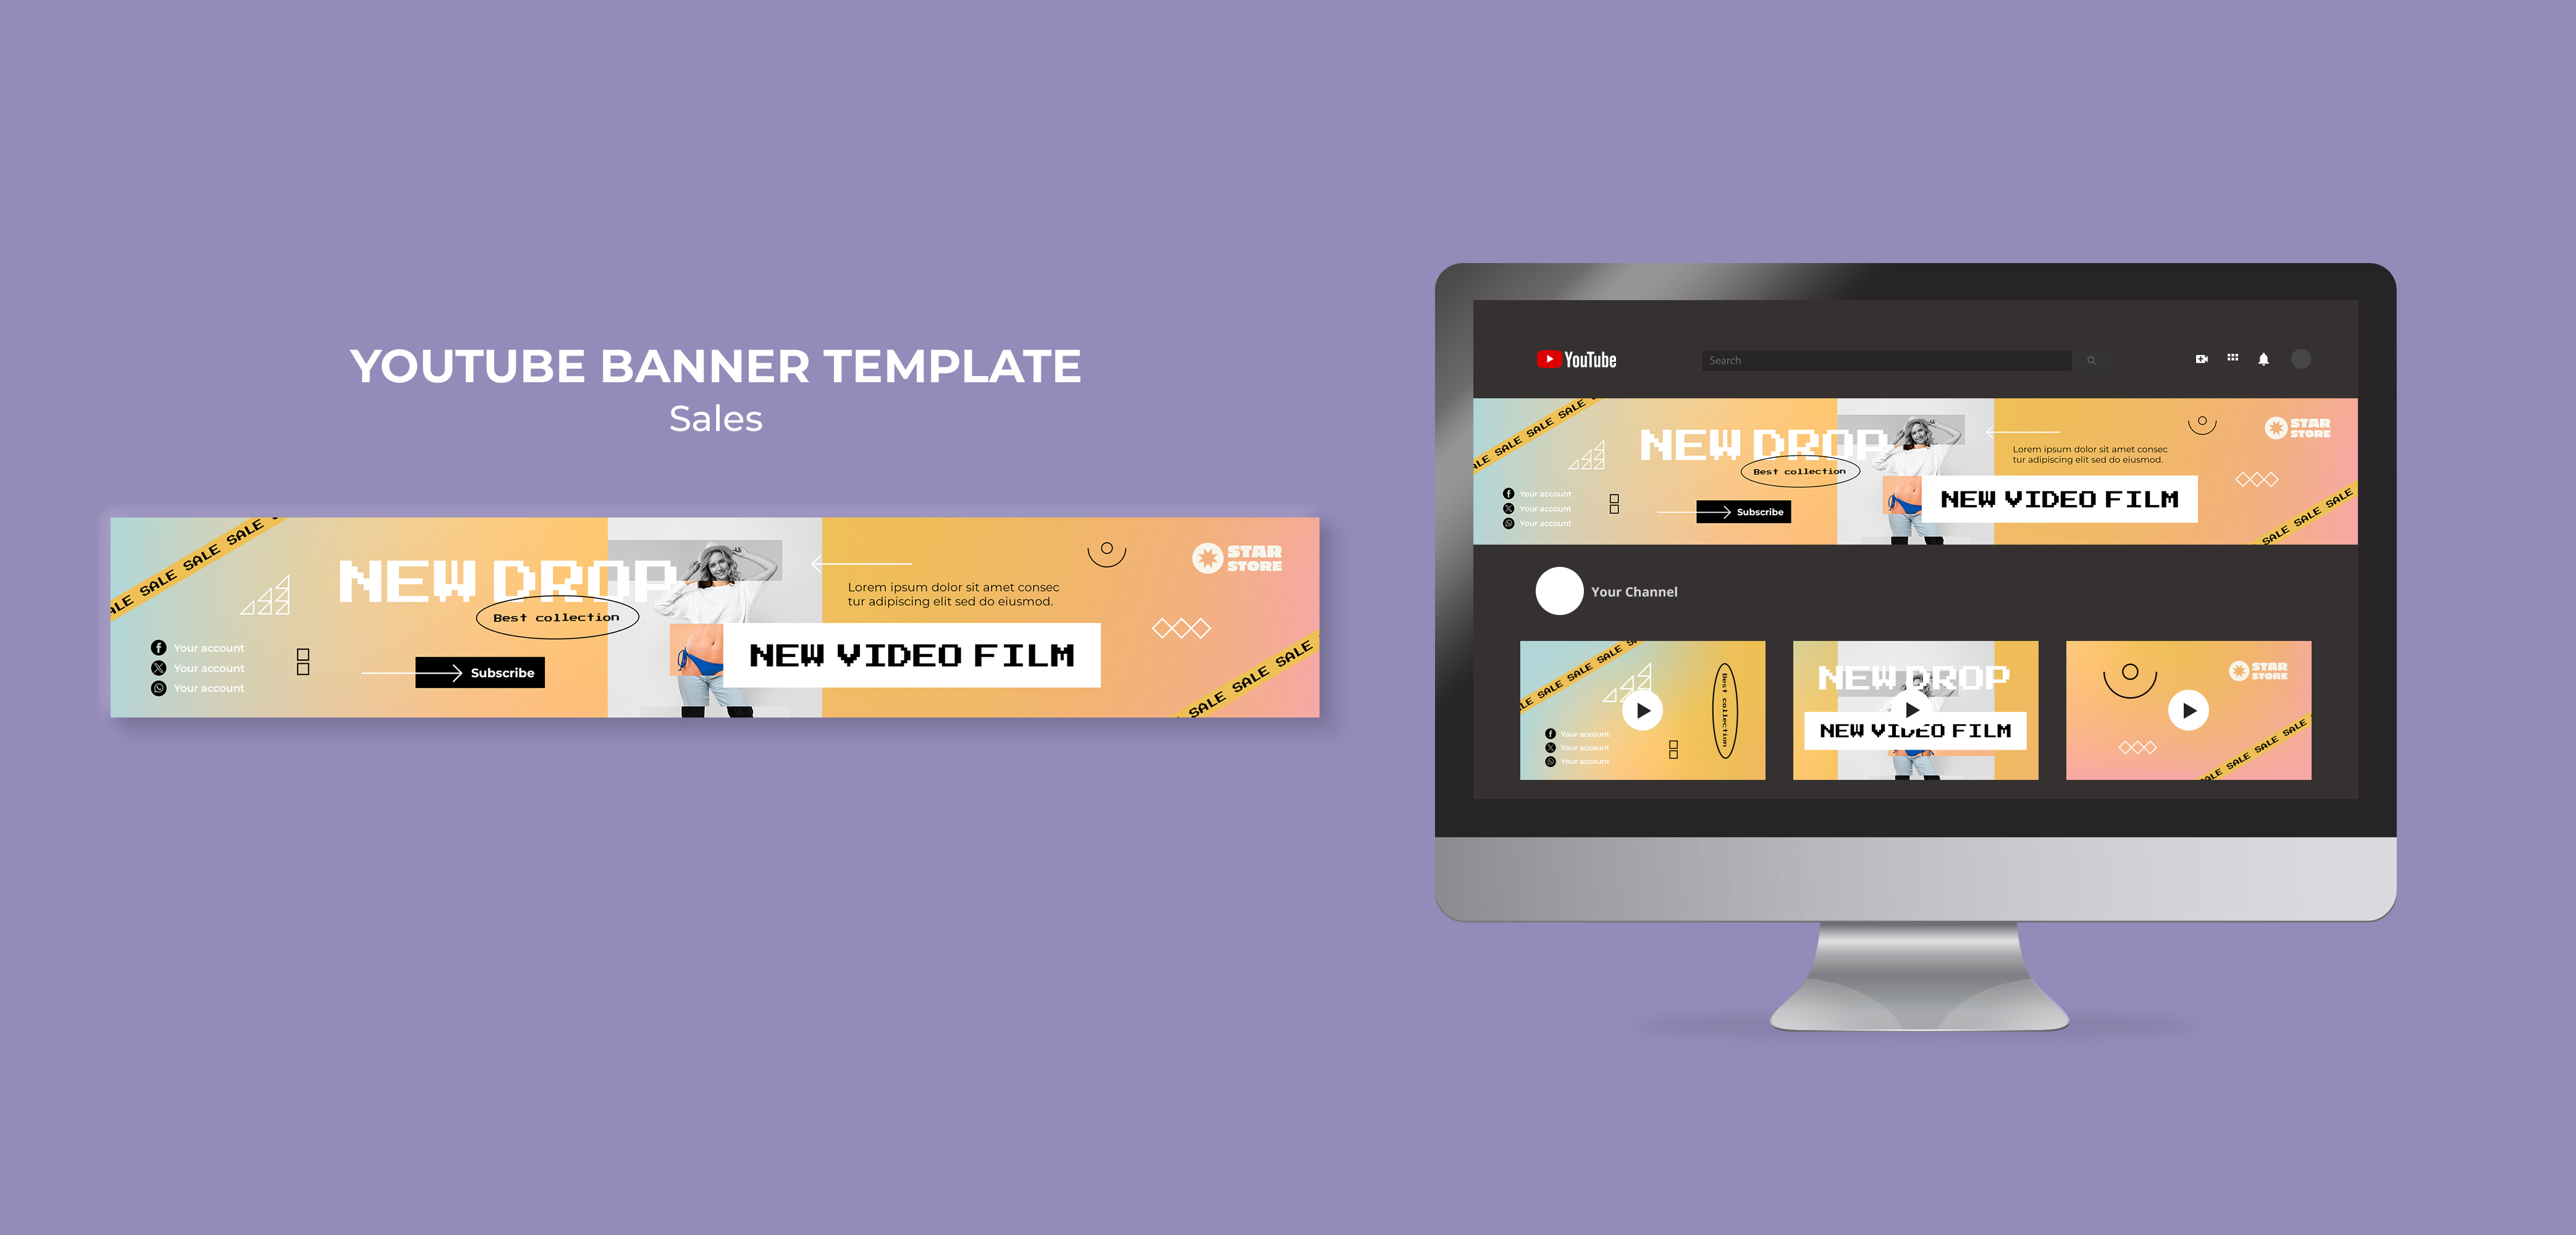 YOUTUBE BANNER TEMPLATE
Sales
SALE SALE SALE
NEW DROP
Best collection
Your account
Your account
Your account
Subscribe
Lorem ipsum dolor sit amet consec
tur adipiscing elit sed do eiusmod.
NEW VIDEO FILM
STAR
STORE
SALE SALE SALE
YouTube
Search
SALE SALE SALE
NEW DROP
Best collection
Your account
Your account
Your account
Subscribe
Lorem ipsum dolor sit amet consec
tur adipiscing elit sed do eiusmod.
NEW VIDEO FILM
STAR
STORE
SALE SALE SALE
Your Channel
ALE SALE SALE SALE
Best collection
Your account
Your account
Your account
NEW DROP
NEW VIDEO FILM
STAR
STORE
ALE SALE SALE SALE